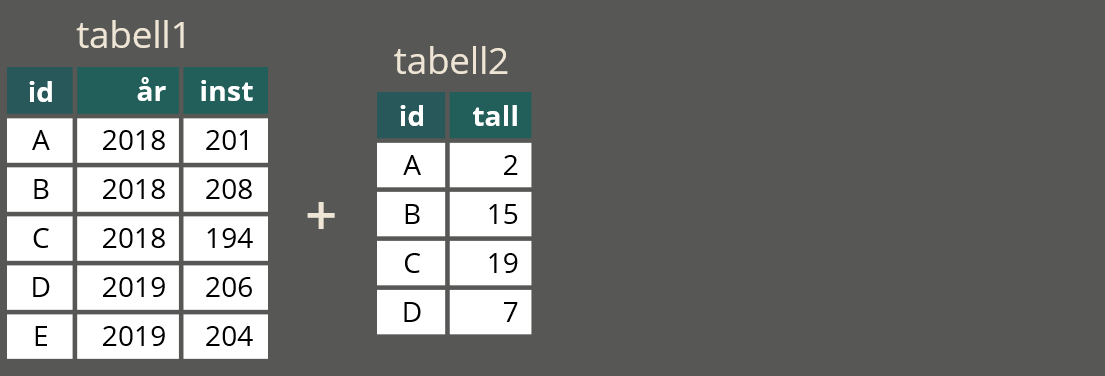 tabell1
id år inst
A 2018 201
B 2018 208
C 2018 194
D 2019 206
E 2019 204
+
tabell2
id tall
A 2
B 15
C 19
D 7